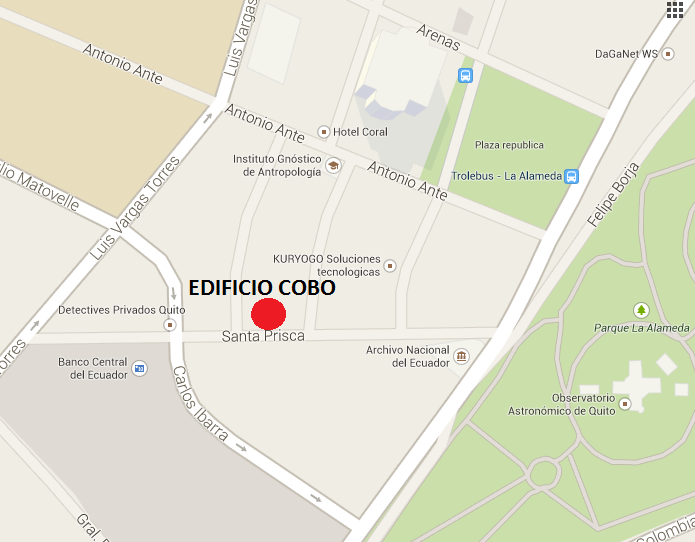 Luis Vargas
Arenas
DaGaNet WS
Antonio Ante
Antonio Ante
Hotel Coral
Plaza republica
Instituto Gnóstico
de Antropología
Antonio Ante
Trolebus - La Alameda
Felipe Borja
lio Matovelle
Luis Vargas Torres
KURYOGO Soluciones
tecnologicas
EDIFICIO COBO
Detectives Privados Quito
Santa Prisca
Parque La Alameda
Torres
Archivo Nacional
del Ecuador
Banco Central
del Ecuador
Carlos Ibarra
Observatorio
Astronómico de Quito
Gral.
Colombia